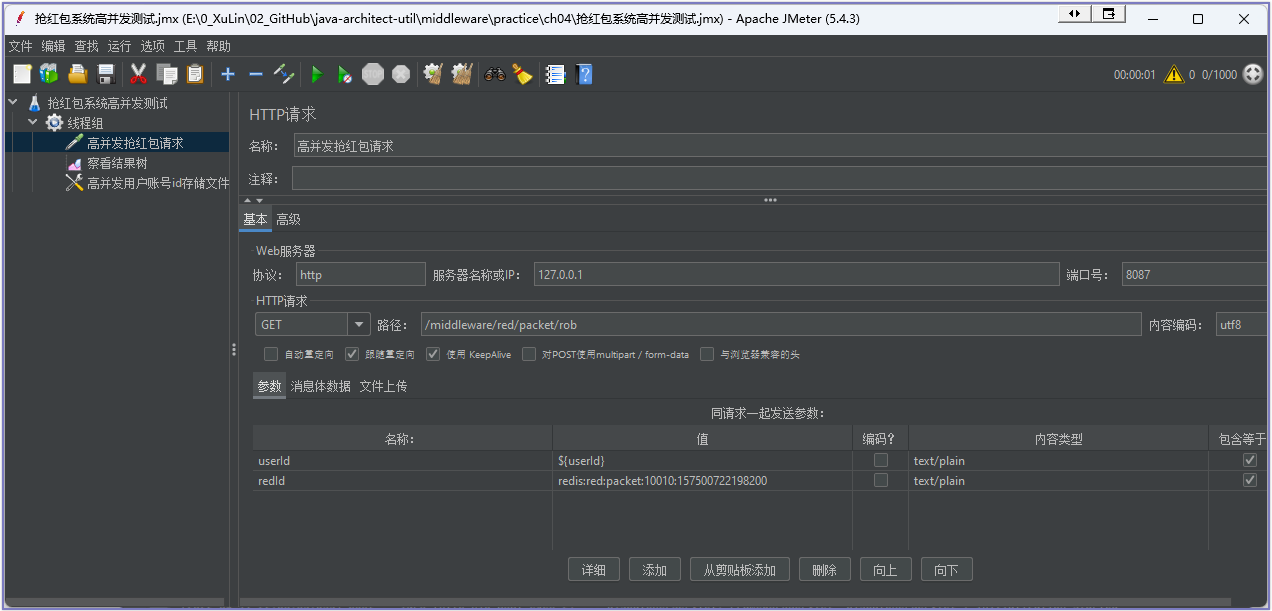 抢红包系统高并发测试.jmx (E:\0_XuLin\02_GitHub\java-architect-util\middleware\practice\ch04\抢红包系统高并发测试.jmx) - Apache JMeter (5.4.3)
文件 编辑 查找 运行 选项 工具 帮助
STOP
00:00:01 0 0/1000
抢红包系统高并发测试
线程组
高并发抢红包请求
察看结果树
高并发用户账号id存储文件
HTTP请求
名称: 高并发抢红包请求
注释:
基本 高级
Web服务器
协议: http 服务器名称或IP: 127.0.0.1 端口号: 8087
HTTP请求
GET 路径: /middleware/red/packet/rob 内容编码: utf8
自动重定向 跟随重定向 使用 KeepAlive 对POST使用multipart / form-data 与浏览器兼容的头
参数 消息体数据 文件上传
同请求一起发送参数:
名称: 值 编码? 内容类型 包含等于
userId ${userId} text/plain
redId redis:red:packet:10010:157500722198200 text/plain
详细 添加 从剪贴板添加 删除 向上 向下